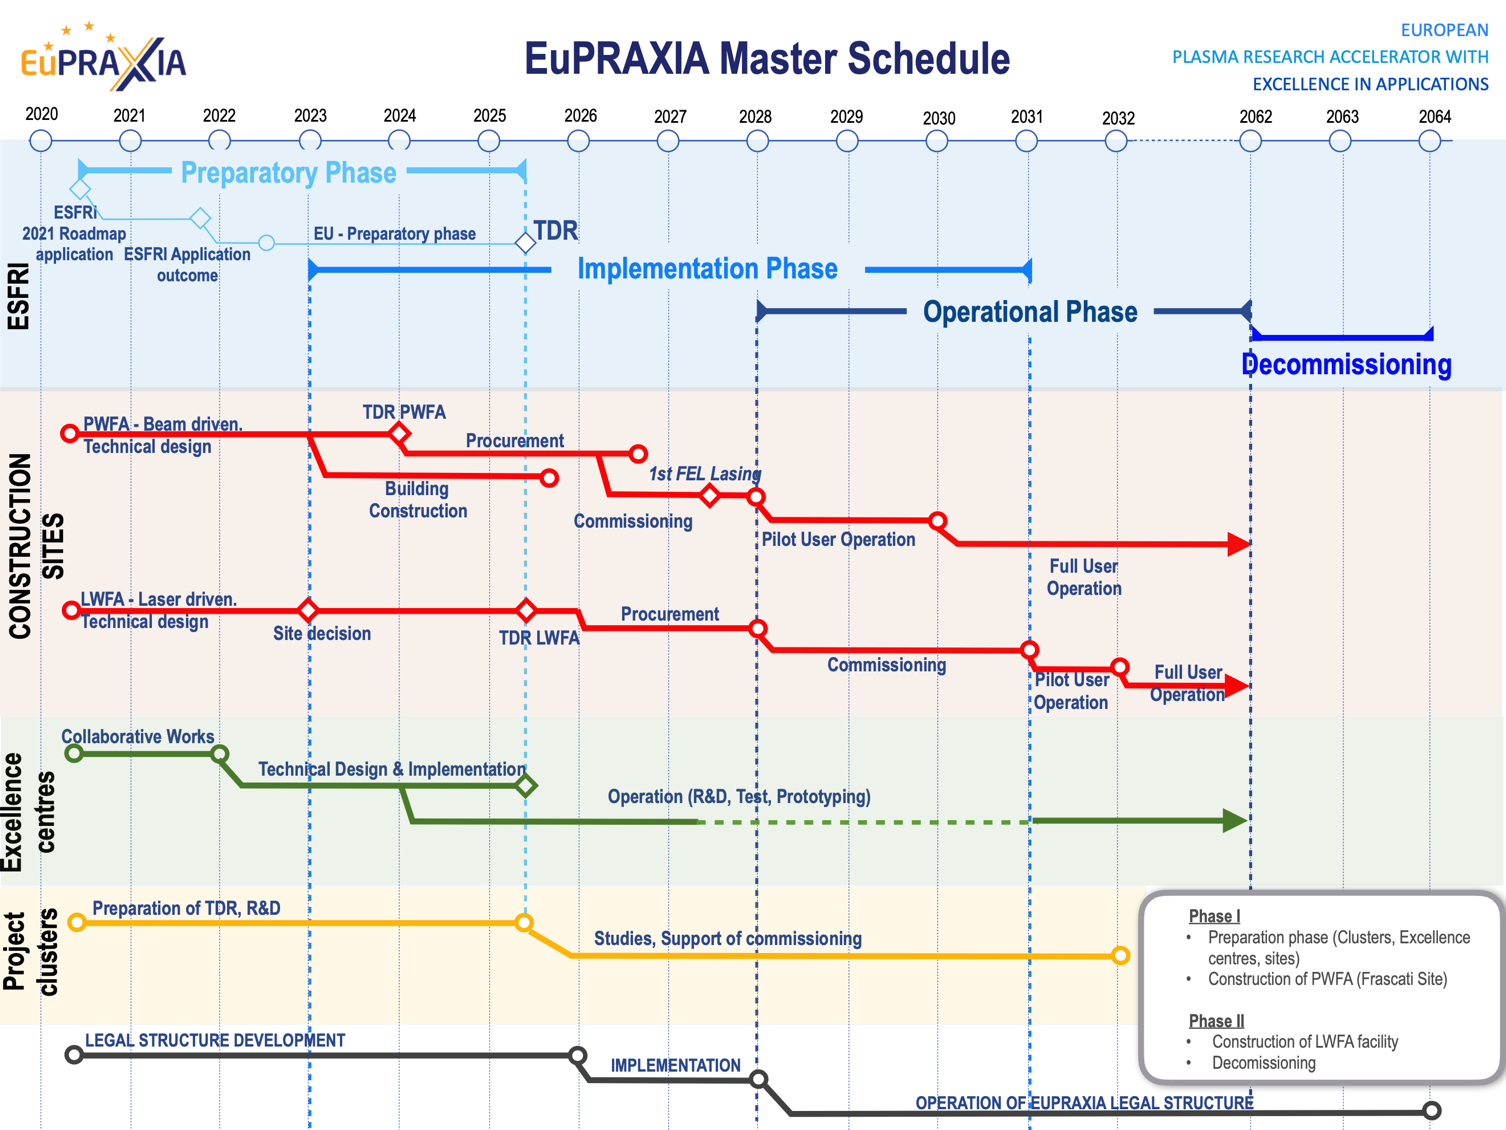 EuPRAXIA
EuPRAXIA Master Schedule
EUROPEAN
PLASMA RESEARCH ACCELERATOR WITH
EXCELLENCE IN APPLICATIONS
2020 2021 2022 2023 2024 2025 2026 2027 2028 2029 2030 2031 2032 2062 2063 2064
ESFRI
Preparatory Phase
ESFRI
2021 Roadmap
application
ESFRI Application
outcome
EU - Preparatory phase
TDR
Implementation Phase
Operational Phase
Decommissioning
CONSTRUCTION
SITES
PWFA - Beam driven.
Technical design
TDR PWFA
Procurement
Building
Construction
1st FEL Lasing
Commissioning
Pilot User Operation
Full User
Operation
LWFA - Laser driven.
Technical design
Site decision
TDR LWFA
Procurement
Commissioning
Pilot User
Operation
Full User
Operation
Excellence
centres
Collaborative Works
Technical Design & Implementation
Operation (R&D, Test, Prototyping)
Project
clusters
Preparation of TDR, R&D
Studies, Support of commissioning
LEGAL STRUCTURE DEVELOPMENT
IMPLEMENTATION
OPERATION OF EUPRAXIA LEGAL STRUCTURE
Phase I
• Preparation phase (Clusters, Excellence
centres, sites)
• Construction of PWFA (Frascati Site)
Phase II
• Construction of LWFA facility
• Decomissioning